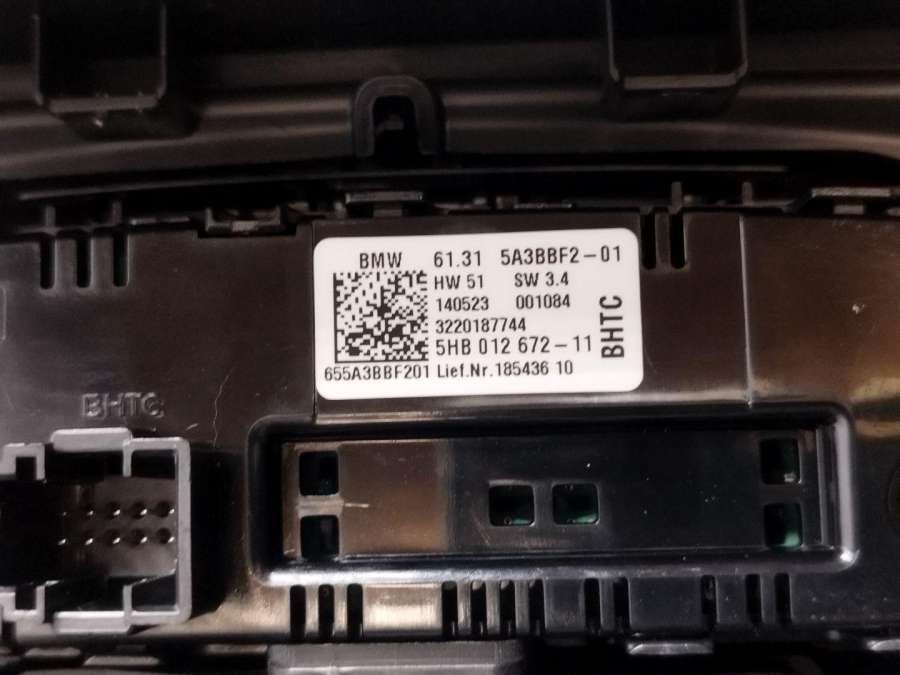 BMW 61.31 5A3BBF2-01
HW 51 SW 3.4
140523 001084
3220187744
5HB 012 672-11
BHTC
655A3BBF201 Lief.Nr.185436 10
BHTC